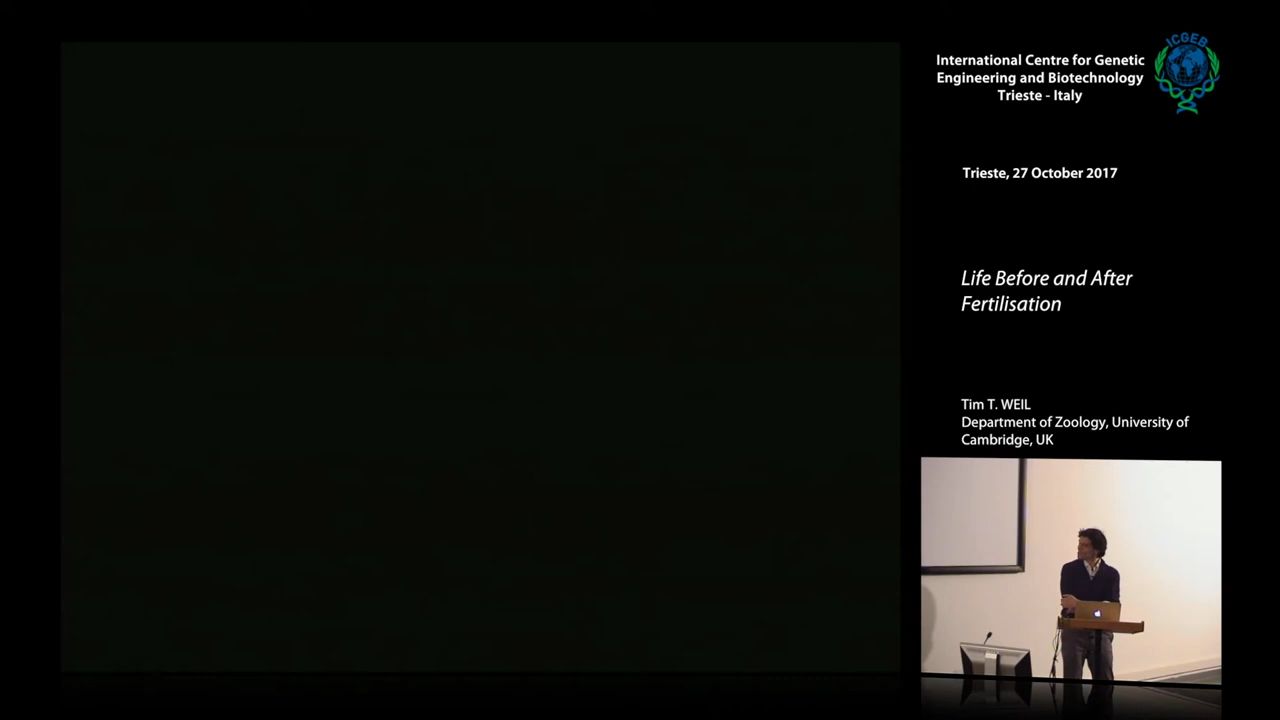 International Centre for Genetic
Engineering and Biotechnology
Trieste - Italy
ICGEB
Trieste, 27 October 2017
Life Before and After
Fertilisation
Tim T. WEIL
Department of Zoology, University of
Cambridge, UK